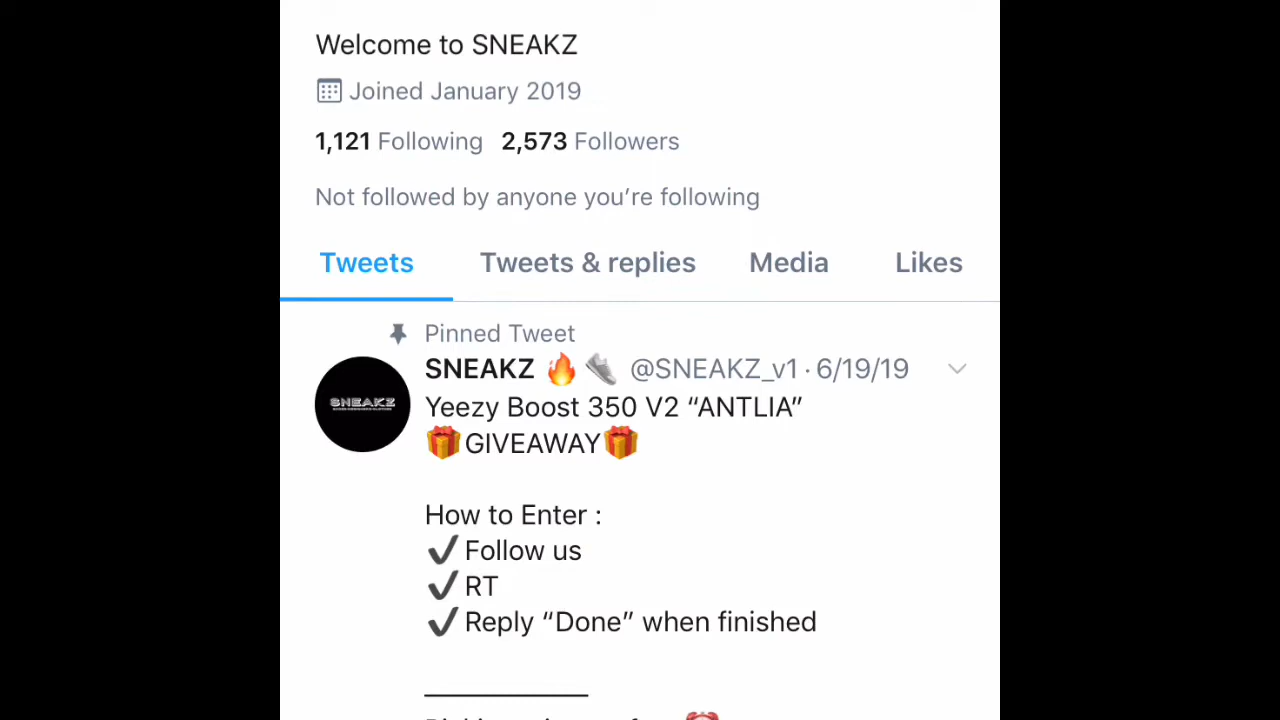 Welcome to SNEAKZ
Joined January 2019
1,121 Following 2,573 Followers
Not followed by anyone you’re following
Tweets Tweets & replies Media Likes
Pinned Tweet
SNEAKZ 🔥👟 @SNEAKZ_v1 · 6/19/19
Yeezy Boost 350 V2 “ANTLIA”
🎁GIVEAWAY🎁
SNEAKZ
How to Enter :
✔Follow us
✔RT
✔Reply “Done” when finished